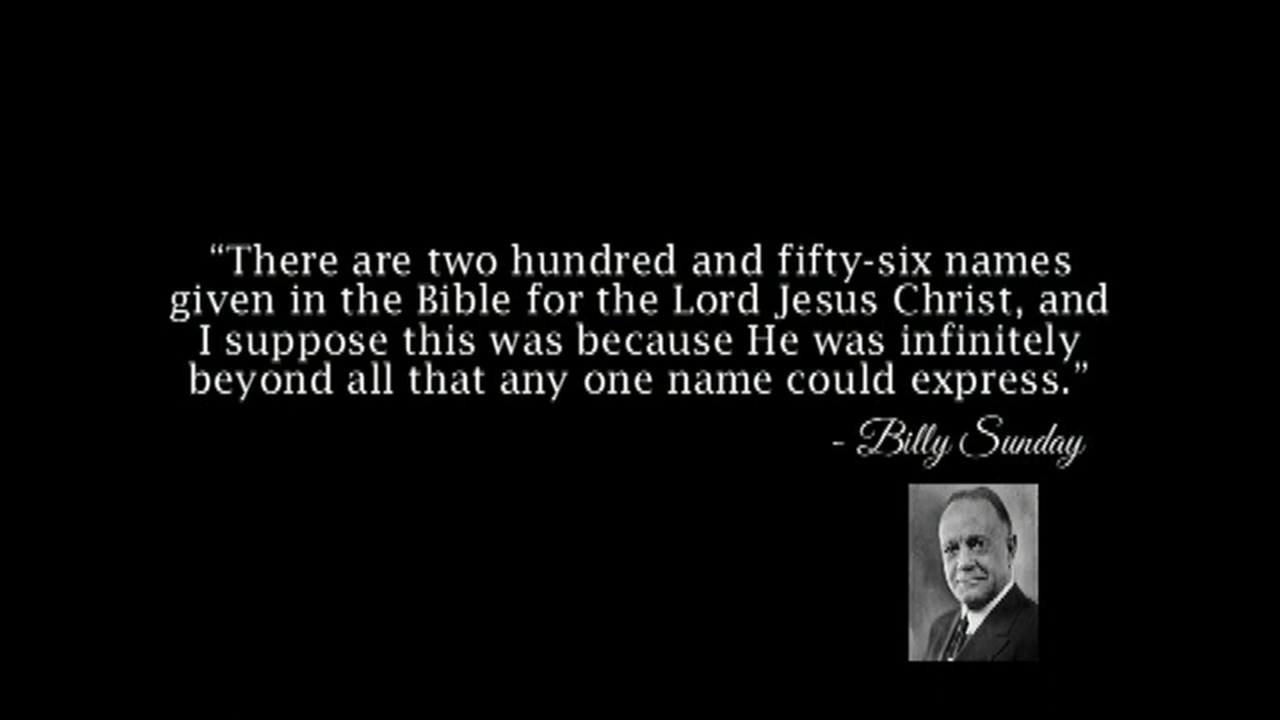 “There are two hundred and fifty-six names
given in the Bible for the Lord Jesus Christ, and
I suppose this was because He was infinitely
beyond all that any one name could express.”
- Billy Sunday